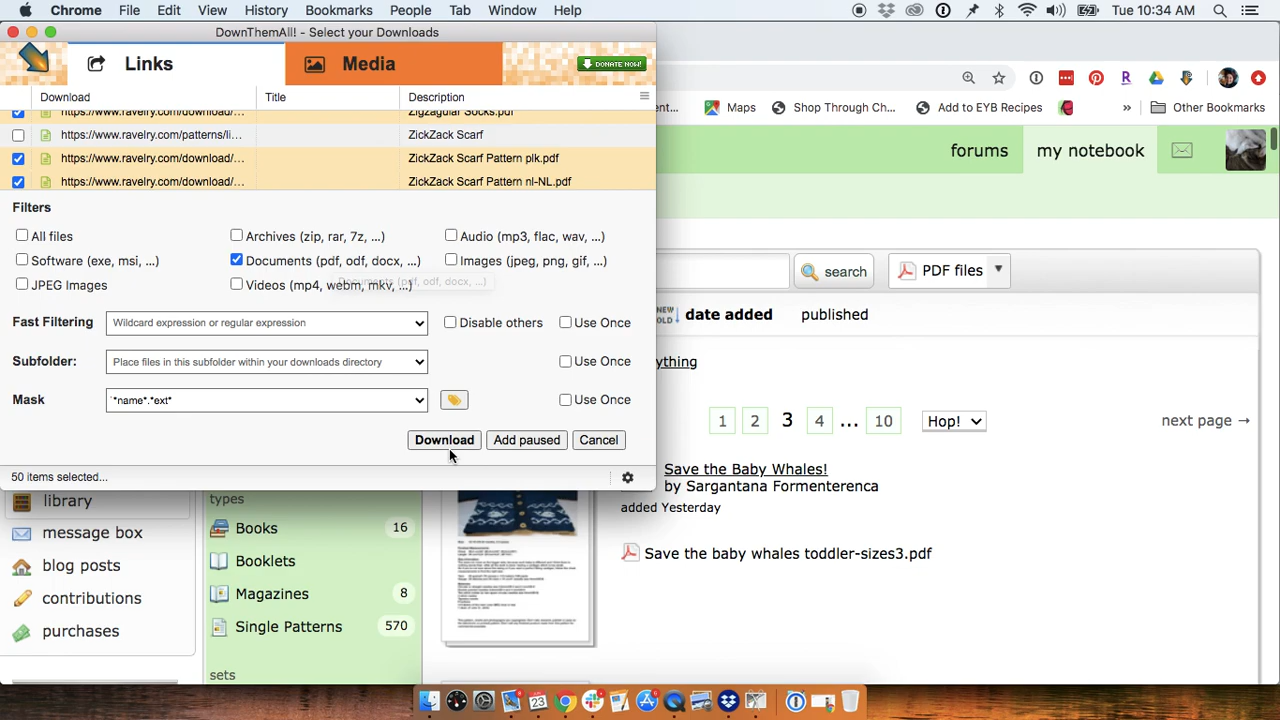 Chrome File Edit View History Bookmarks People Tab Window Help Tue 10:34 AM
DownThemAll! - Select your Downloads
Links Media DONATE NOW!
Download Title Description
https://www.ravelry.com/download/... Zigzagular Socks.pdf
https://www.ravelry.com/patterns/li... ZickZack Scarf
https://www.ravelry.com/download/... ZickZack Scarf Pattern plk.pdf
https://www.ravelry.com/download/... ZickZack Scarf Pattern nl-NL.pdf
Filters
All files Archives (zip, rar, 7z, ...) Audio (mp3, flac, wav, ...)
Software (exe, msi, ...) Documents (pdf, odf, docx, ...) Images (jpeg, png, gif, ...)
Documents (pdf, odf, docx, ...)
JPEG Images Videos (mp4, webm, mkv, ...)
Fast Filtering Wildcard expression or regular expression Disable others Use Once
Subfolder: Place files in this subfolder within your downloads directory Use Once
Mask *name*.*ext* Use Once
Download Add paused Cancel
50 items selected...
ent... Maps Shop Through Ch... Add to EYB Recipes » Other Bookmarks
forums my notebook
search PDF files
NEW OLD date added published
ything
1 2 3 4 ... 10 Hop! next page →
Save the Baby Whales!
by Sargantana Formenterenca
added Yesterday
Save the baby whales toddler-sizes3.pdf
library
message box
blog posts
contributions
purchases
types
Books 16
Booklets
Magazines 8
Single Patterns 570
sets
23